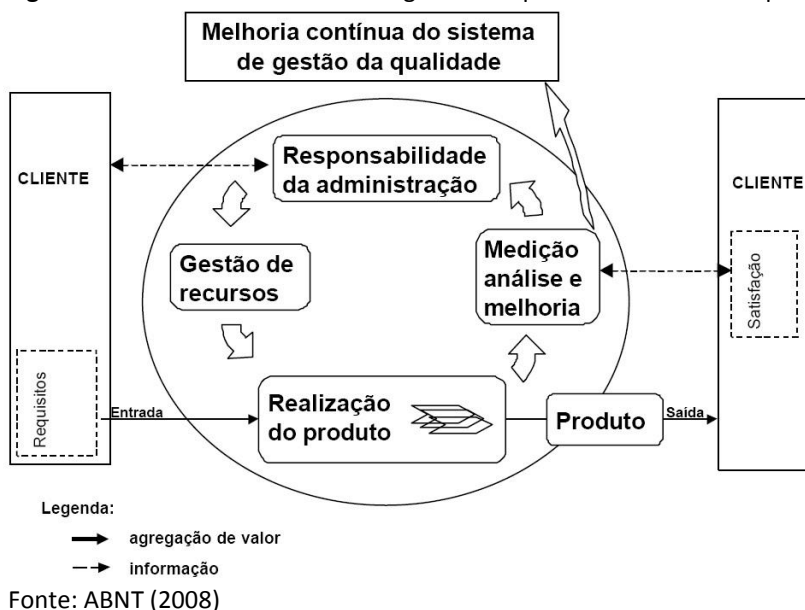 Melhoria contínua do sistema
de gestão da qualidade
CLIENTE
Responsabilidade
da administração
CLIENTE
Gestão de
recursos
Medição
análise e
melhoria
Satisfação
Requisitos
Entrada
Realização
do produto
Produto
Saída
Legenda:
agregação de valor
informação
Fonte: ABNT (2008)